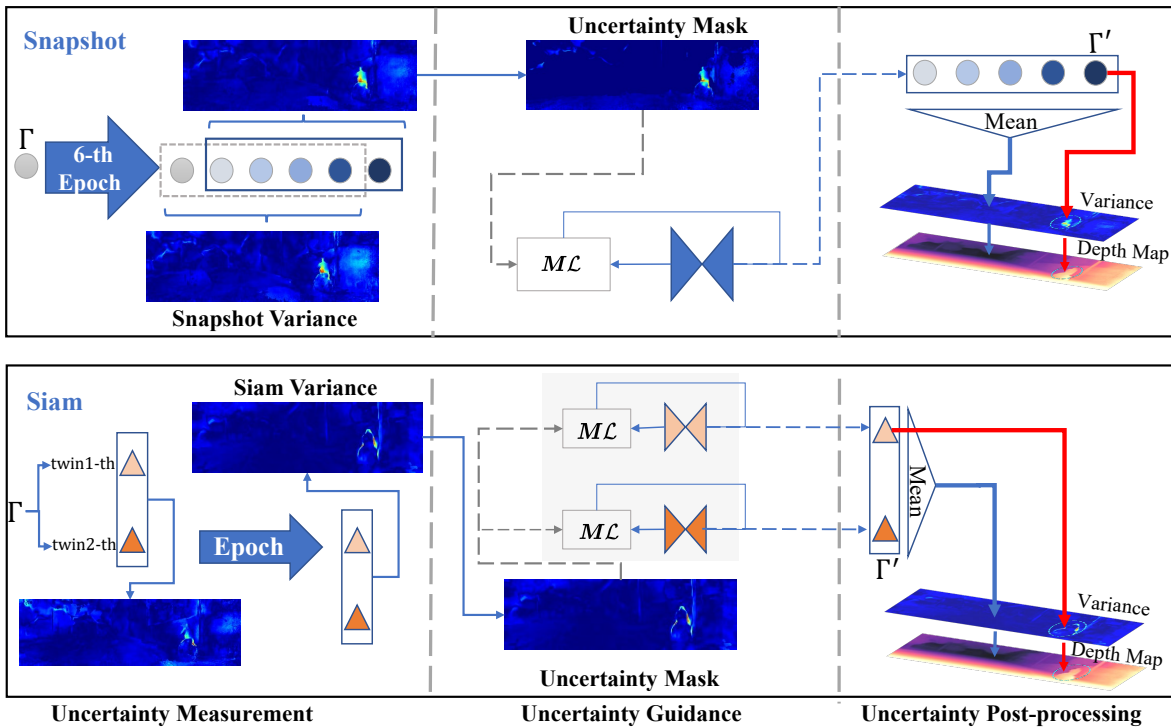 Snapshot
Uncertainty Mask
Γ′
Γ
6-th
Epoch
Mean
Variance
Depth Map
Mℒ
Snapshot Variance
Siam
Siam Variance
twin1-th
Γ
twin2-th
Epoch
Mℒ
Mℒ
Mean
Γ′
Variance
Depth Map
Uncertainty Mask
Uncertainty Measurement
Uncertainty Guidance
Uncertainty Post-processing